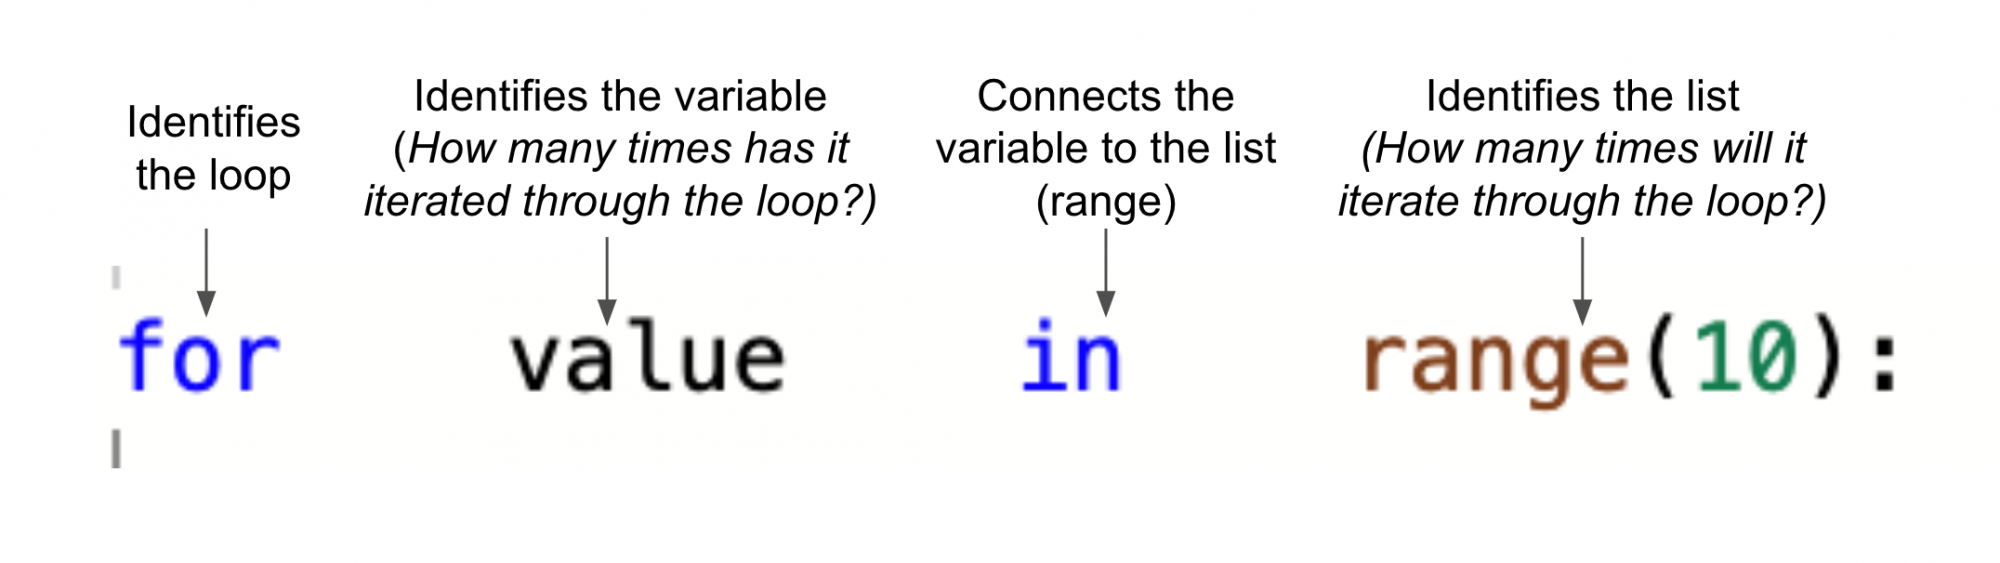 Identifies
the loop
Identifies the variable
(How many times has it
iterated through the loop?)
Connects the
variable to the list
(range)
Identifies the list
(How many times will it
iterate through the loop?)
for value in range(10):